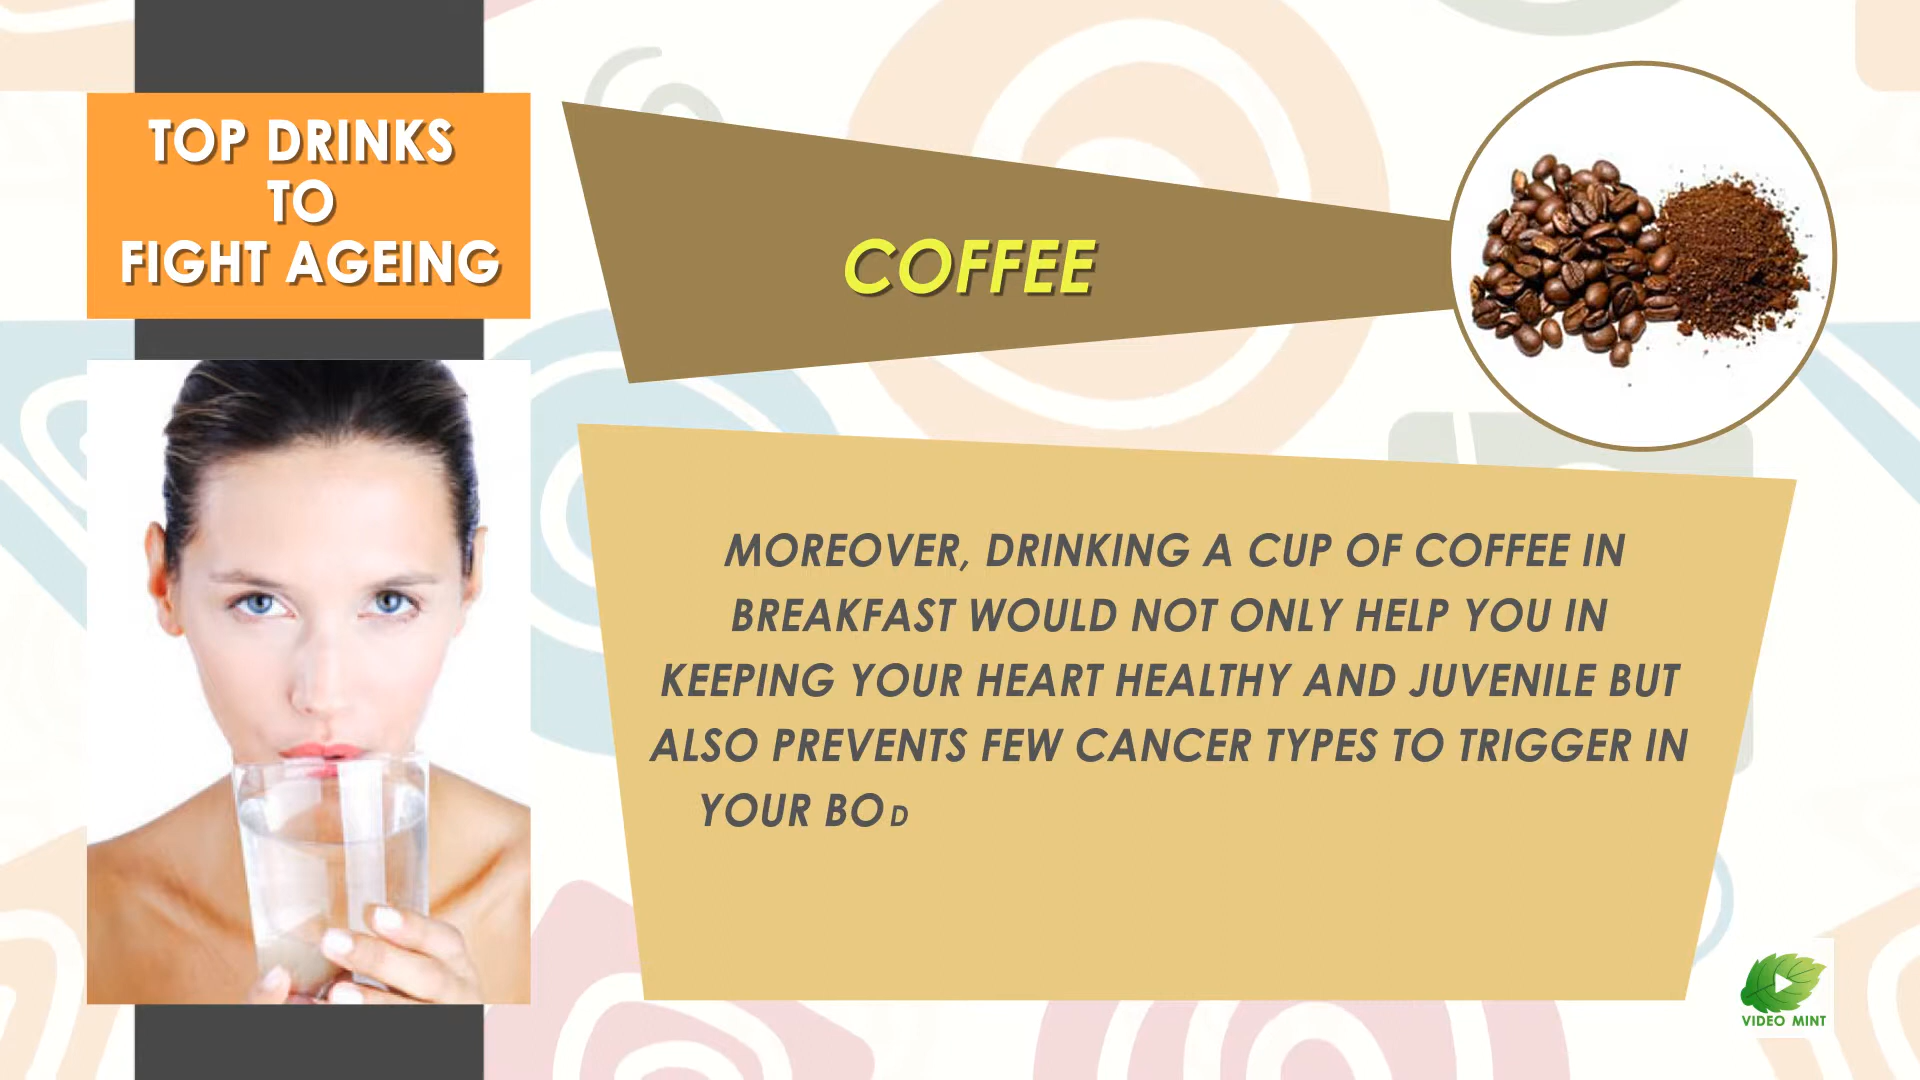 TOP DRINKS
TO
FIGHT AGEING
COFFEE
MOREOVER, DRINKING A CUP OF COFFEE IN
BREAKFAST WOULD NOT ONLY HELP YOU IN
KEEPING YOUR HEART HEALTHY AND JUVENILE BUT
ALSO PREVENTS FEW CANCER TYPES TO TRIGGER IN
YOUR BOD
VIDEO MINT